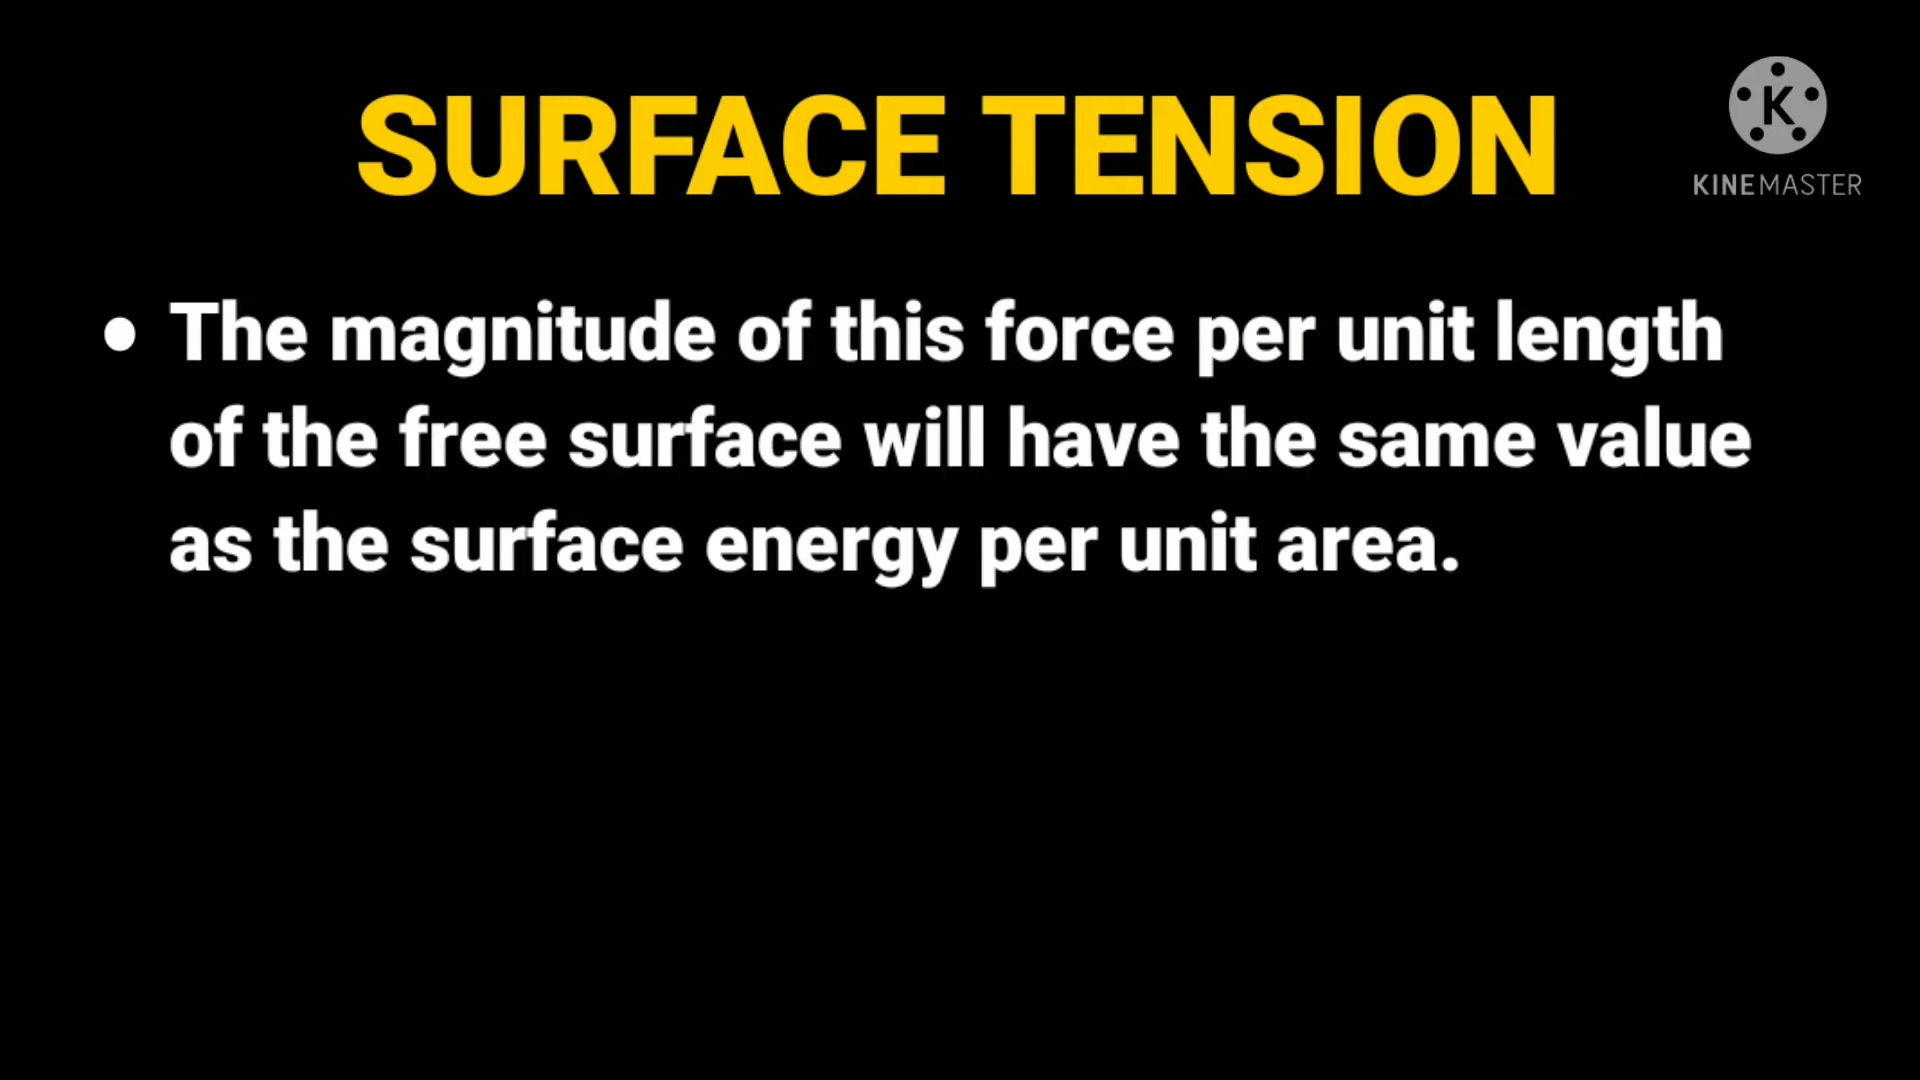 SURFACE TENSION
K
KINEMASTER
• The magnitude of this force per unit length
of the free surface will have the same value
as the surface energy per unit area.